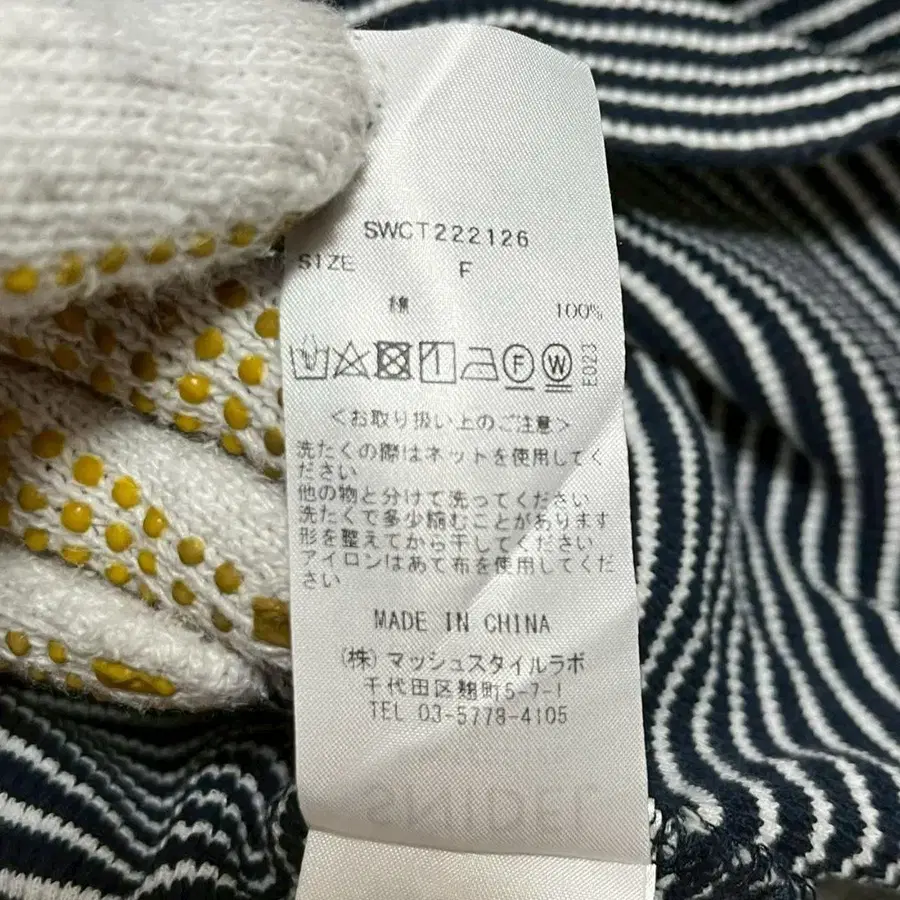 SWCT222126
SIZE F
綿 100%
F W
E023
<お取り扱い上のご注意>
洗たくの際はネットを使用してく
ださい
他の物と分けて洗ってください
洗たくで多少縮むことがあります
形を整えてから干してください
アイロンはあて布を使用してくだ
さい
MADE IN CHINA
(株)マッシュスタイルラボ
千代田区麹町5-7-1
TEL 03-5778-4105
SNIDEL